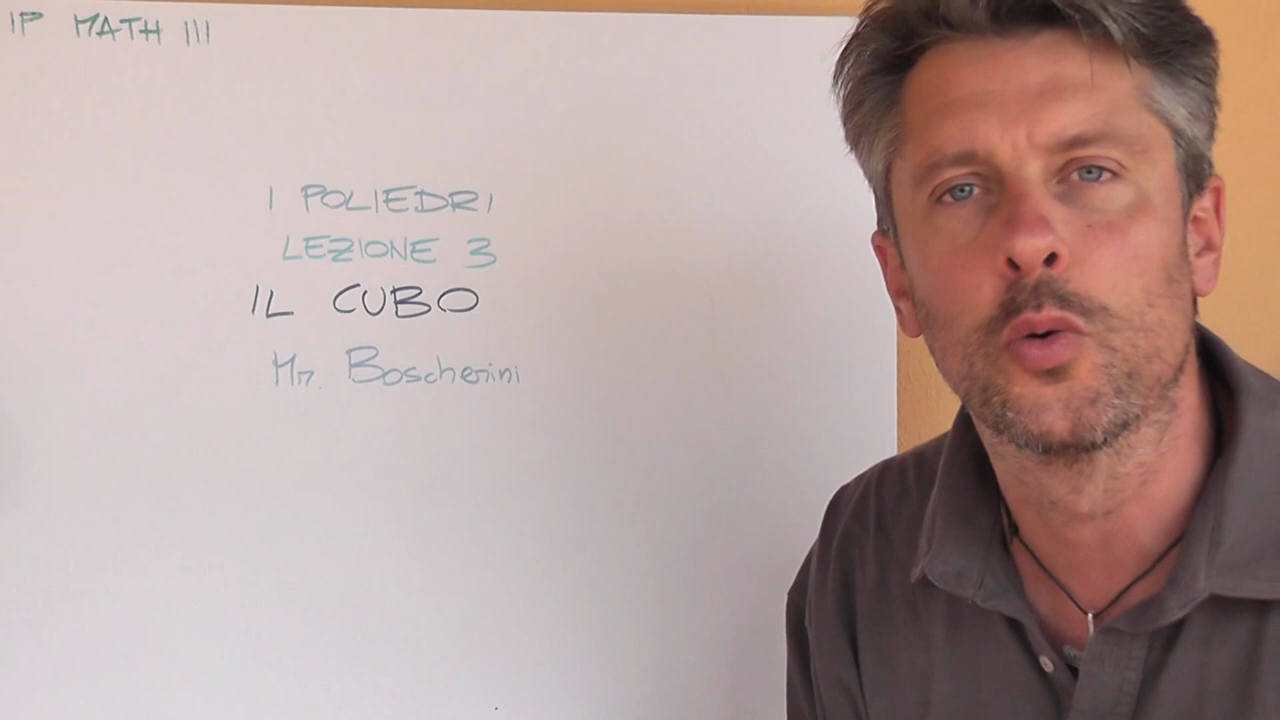 IP MATH III
I POLIEDRI
LEZIONE 3
IL CUBO
Mr. Boscherini